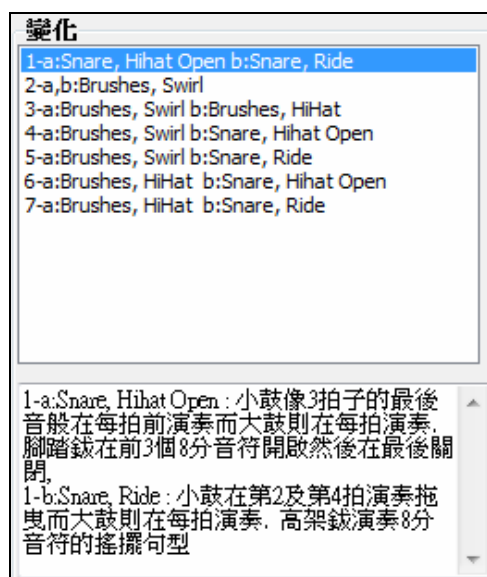 變化
1-a:Snare, Hihat Open b:Snare, Ride
2-a,b:Brushes, Swirl
3-a:Brushes, Swirl b:Brushes, HiHat
4-a:Brushes, Swirl b:Snare, Hihat Open
5-a:Brushes, Swirl b:Snare, Ride
6-a:Brushes, HiHat  b:Snare, Hihat Open
7-a:Brushes, HiHat  b:Snare, Ride
1-a:Snare, Hihat Open : 小鼓像3拍子的最後
音般在每拍前演奏而大鼓則在每拍演奏.
腳踏鈸在前3個8分音符開啟然後在最後關
閉,
1-b:Snare, Ride : 小鼓在第2及第4拍演奏拖
曳而大鼓則在每拍演奏. 高架鈸演奏8分
音符的搖擺句型